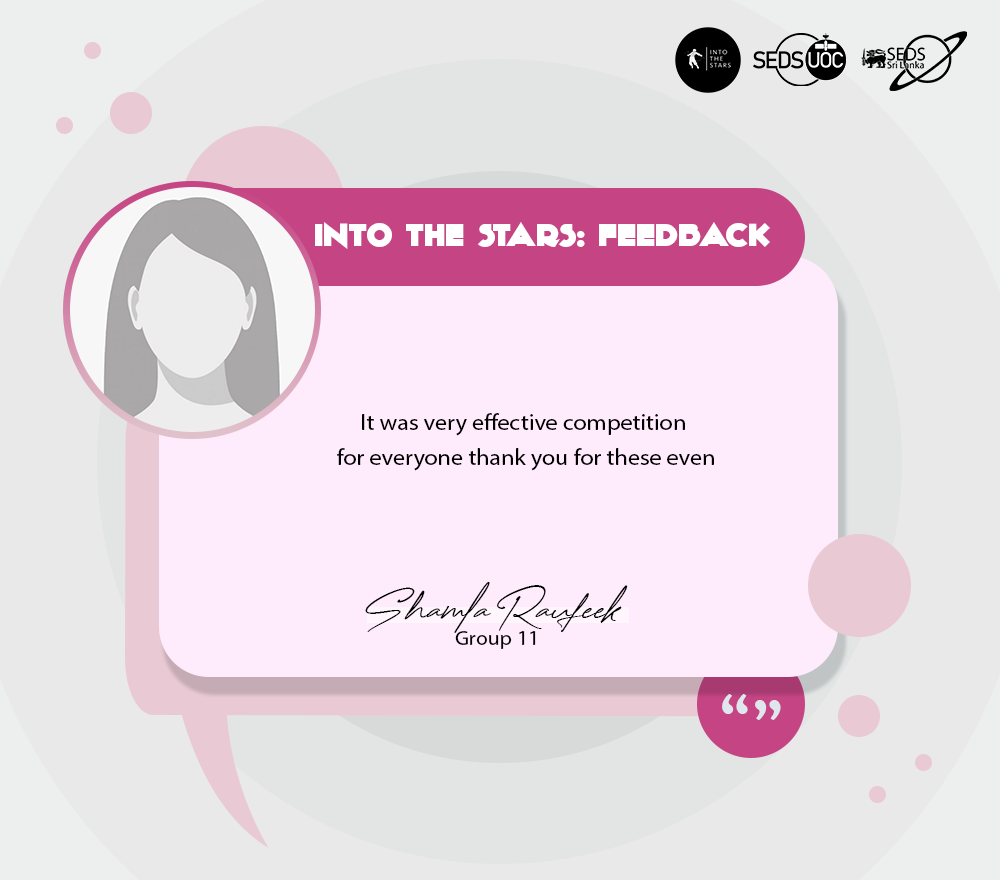 INTO
THE
STARS
SEDS UOC
SEDS
Sri Lanka
INTO THE STARS: FEEDBACK
It was very effective competition
for everyone thank you for these even
Shamla Raufeek
Group 11
“ ”